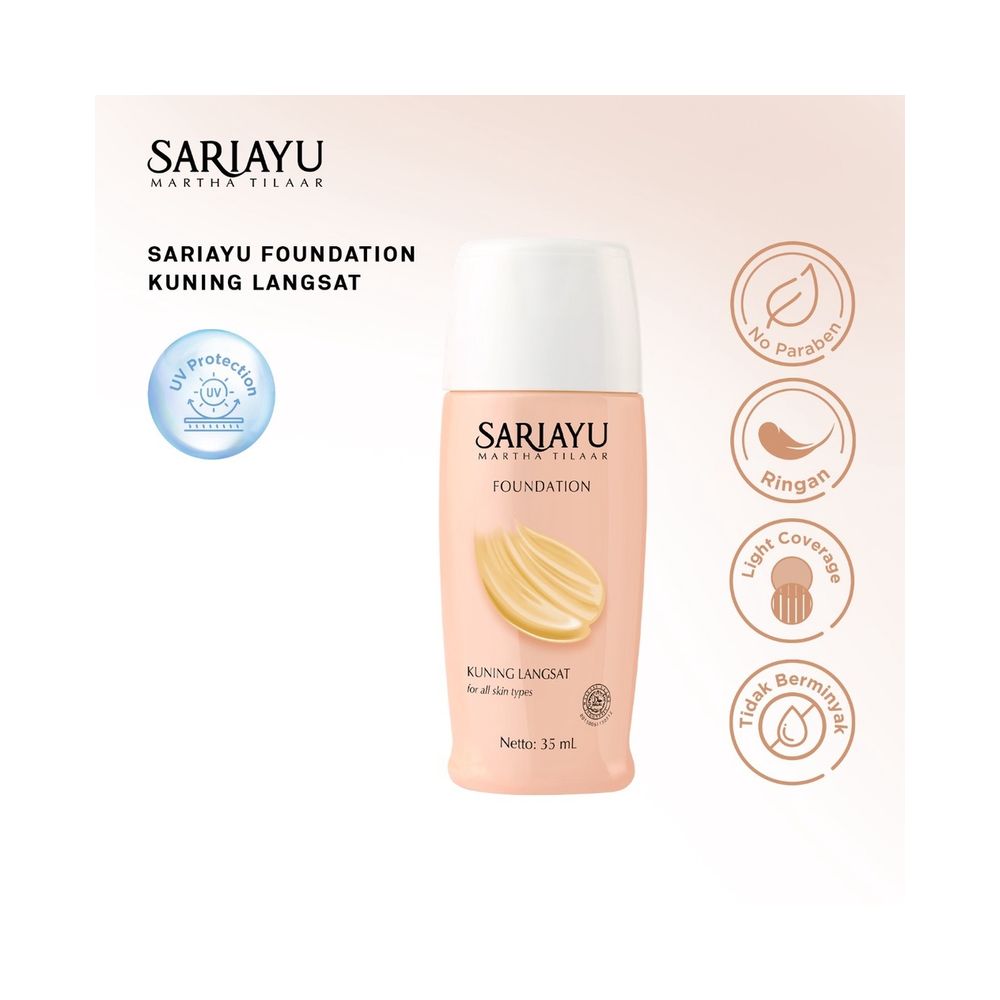 SARIAYU
MARTHA TILAAR
SARIAYU FOUNDATION
KUNING LANGSAT
UV Protection
UV
SARIAYU
MARTHA TILAAR
FOUNDATION
KUNING LANGSAT
for all skin types
Netto: 35 mL
No Paraben
Ringan
Light Coverage
Tidak Berminyak